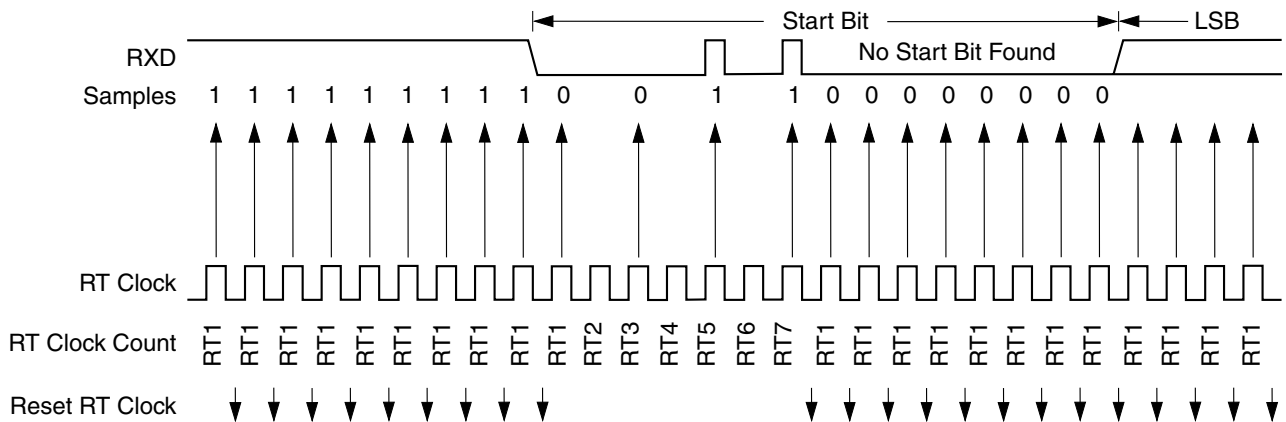 Start Bit LSB
RXD No Start Bit Found
Samples 1 1 1 1 1 1 1 1 1 0 0 1 1 0 0 0 0 0 0 0 0
RT Clock
RT Clock Count RT1 RT1 RT1 RT1 RT1 RT1 RT1 RT1 RT1 RT1 RT2 RT3 RT4 RT5 RT6 RT7 RT1 RT1 RT1 RT1 RT1 RT1 RT1 RT1 RT1 RT1 RT1 RT1
Reset RT Clock